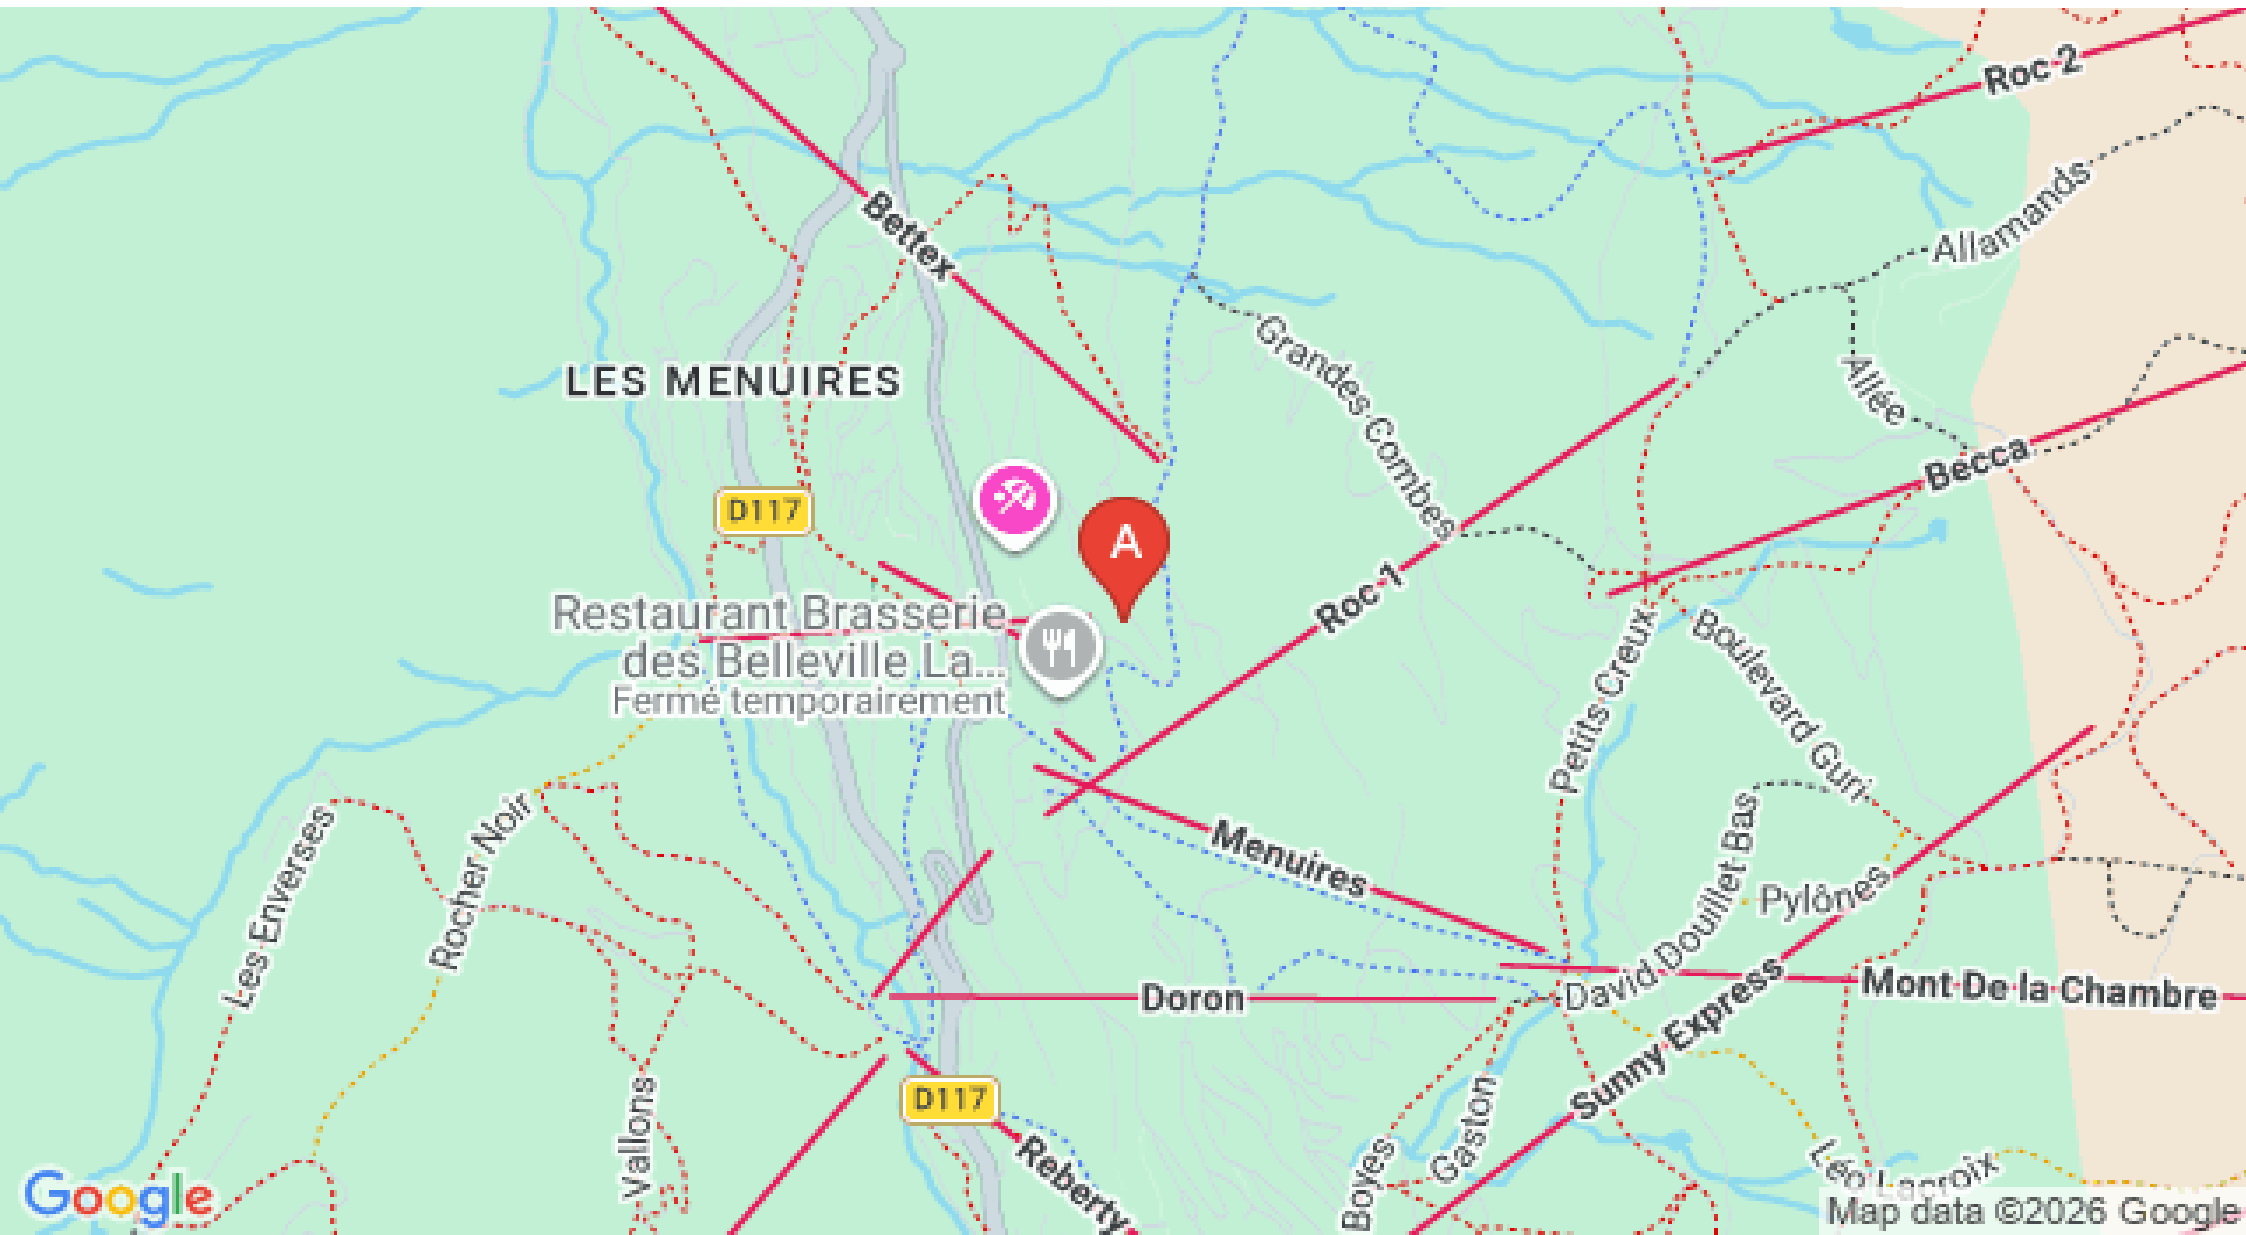 Roc 2
Allamands
Bettex
Grandes Combes
Allée
LES MENUIRES
Becca
D117
A
Roc 1
Restaurant Brasserie
des Belleville La...
Fermé temporairement
Petits Creux
Boulevard Guri
Les Enverses
Rocher Noir
Menuires
David Douillet Bas
Pylônes
Doron
Mont De la Chambre
Sunny Express
D117
Vallons
Reberty
Boyes
Gaston
Léo Lacroix
Google
Map data ©2026 Google